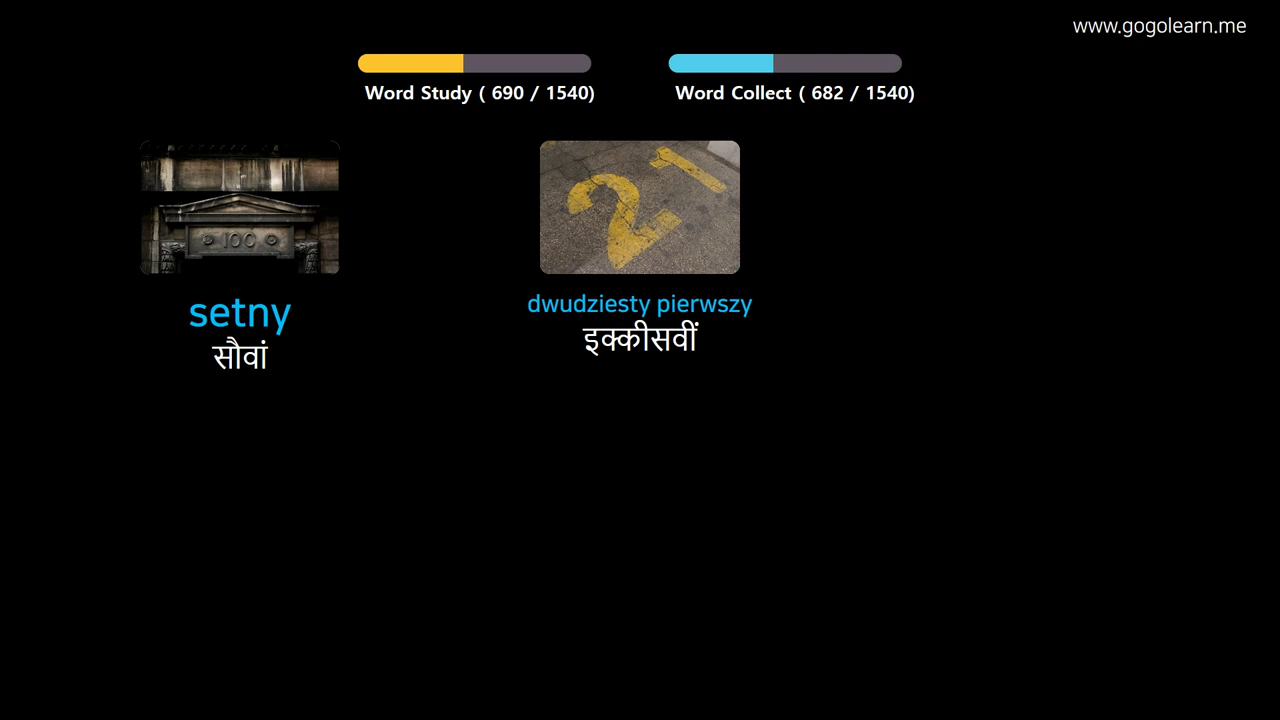 www.gogolearn.me
Word Study ( 690 / 1540)
Word Collect ( 682 / 1540)
100
21
setny
सौवां
dwudziesty pierwszy
इक्कीसवीं